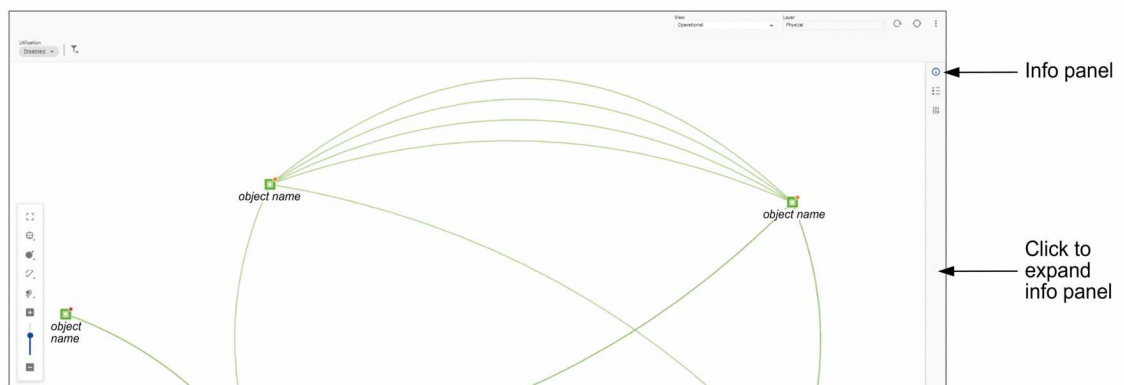 View
Operational
Layer
Physical
Utilization
Disabled
Info panel
object name
object name
Click to
expand
info panel
object
name